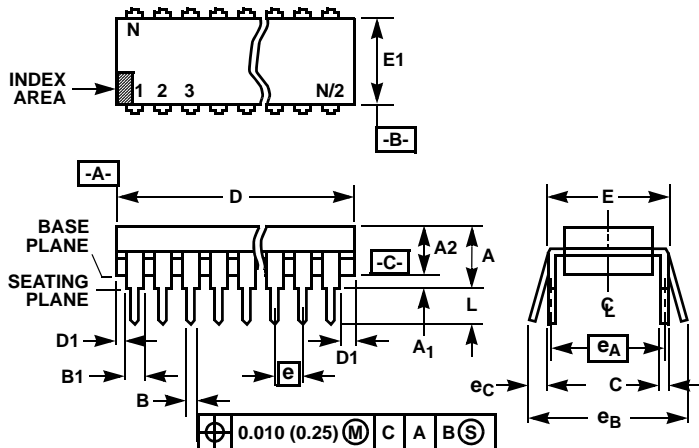 N
E1
INDEX
AREA
1 2 3 N/2
-B-
-A-
D
E
BASE
PLANE
A2 A
-C-
SEATING
PLANE
L
C
L
D1
A1
D1
eA
B1
e
eC
C
B
eB
0.010 (0.25) M C A B S